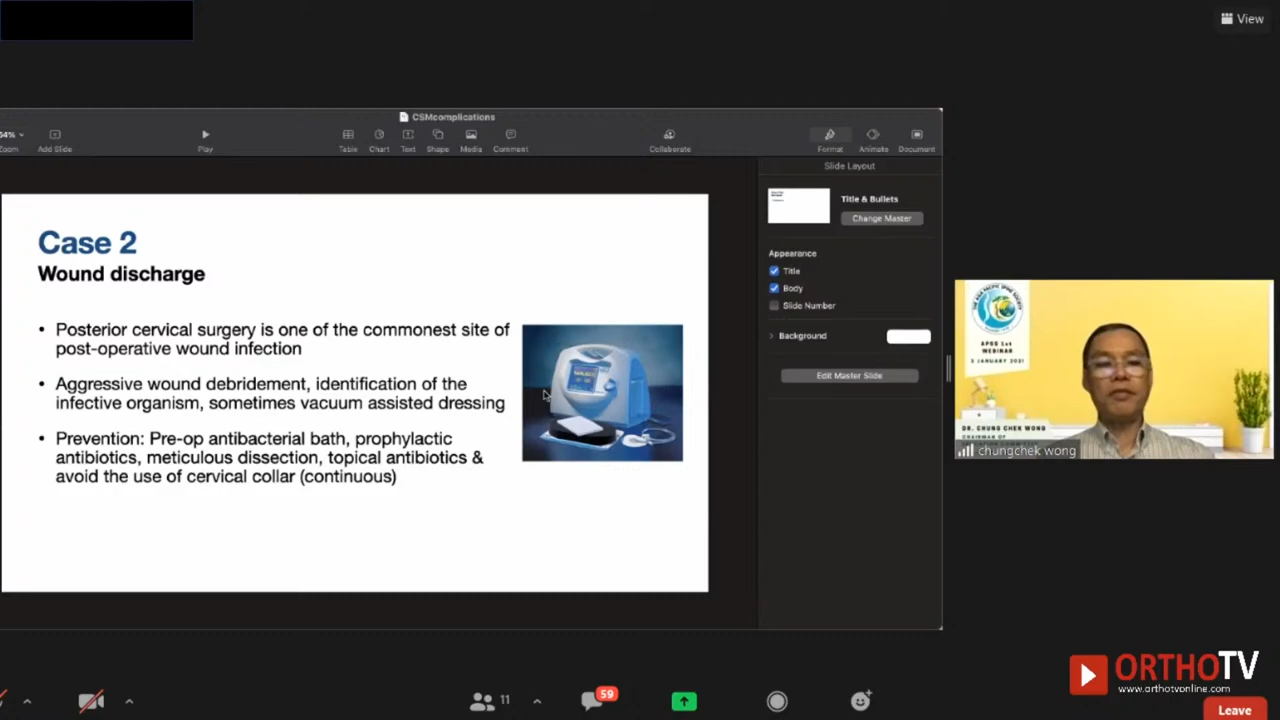 View
CSMcomplications
54%
Zoom
Add Slide
Play
Table
Chart
Text
Shape
Media
Comment
Collaborate
Format
Animate
Document
Slide Layout
Title & Bullets
Change Master
Appearance
Title
Body
Slide Number
Background
Edit Master Slide
Case 2
Wound discharge
• Posterior cervical surgery is one of the commonest site of
post-operative wound infection
• Aggressive wound debridement, identification of the
infective organism, sometimes vacuum assisted dressing
• Prevention: Pre-op antibacterial bath, prophylactic
antibiotics, meticulous dissection, topical antibiotics &
avoid the use of cervical collar (continuous)
APSS 1st
WEBINAR
DR. CHUNG CHEK WONG
CHAIRMAN OF
chungchek wong
11
59
ORTHOTV
www.orthotvonline.com
Leave